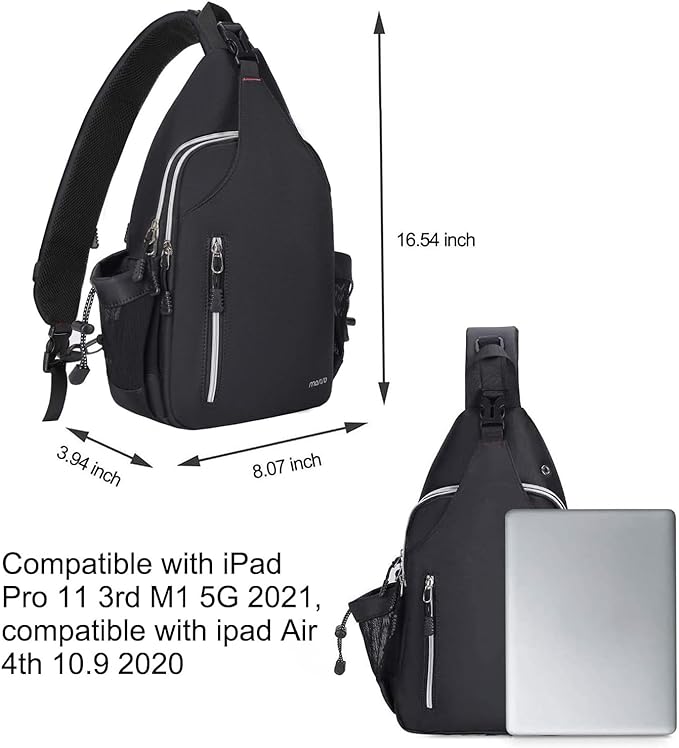 16.54 inch
3.94 inch
8.07 inch
mosiso
Compatible with iPad
Pro 11 3rd M1 5G 2021,
compatible with ipad Air
4th 10.9 2020